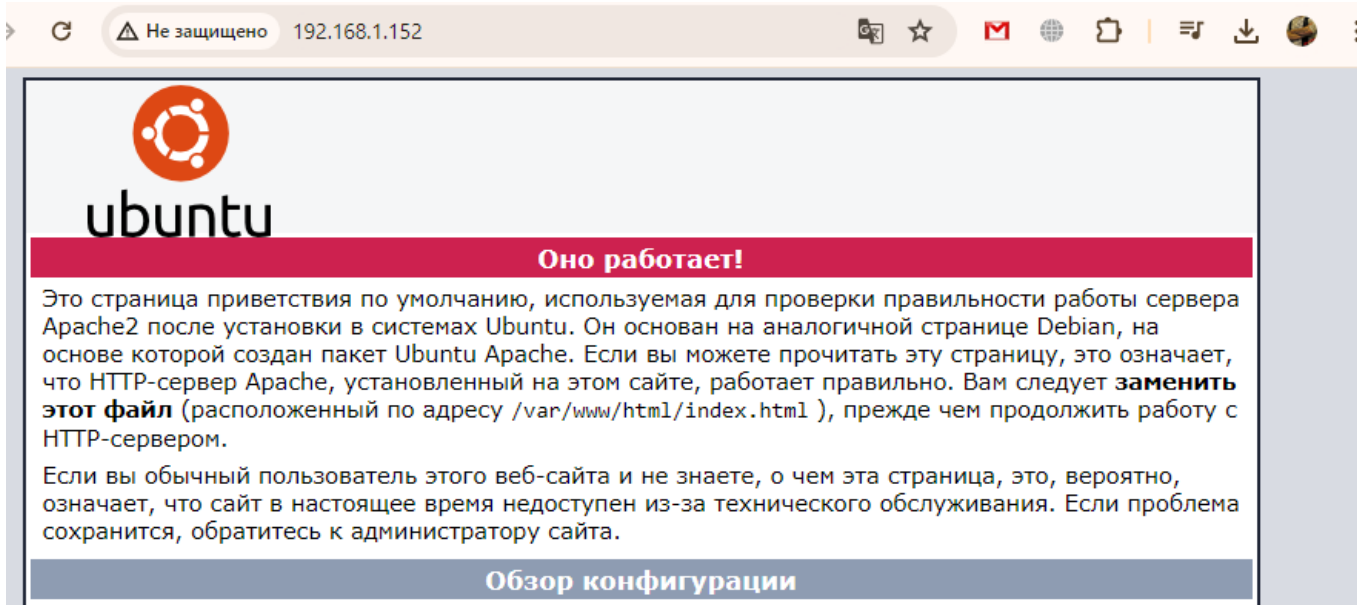 Не защищено 192.168.1.152
ubuntu
Оно работает!
Это страница приветствия по умолчанию, используемая для проверки правильности работы сервера
Apache2 после установки в системах Ubuntu. Он основан на аналогичной странице Debian, на
основе которой создан пакет Ubuntu Apache. Если вы можете прочитать эту страницу, это означает,
что HTTP-сервер Apache, установленный на этом сайте, работает правильно. Вам следует заменить
этот файл (расположенный по адресу /var/www/html/index.html ), прежде чем продолжить работу с
HTTP-сервером.
Если вы обычный пользователь этого веб-сайта и не знаете, о чем эта страница, это, вероятно,
означает, что сайт в настоящее время недоступен из-за технического обслуживания. Если проблема
сохранится, обратитесь к администратору сайта.
Обзор конфигурации